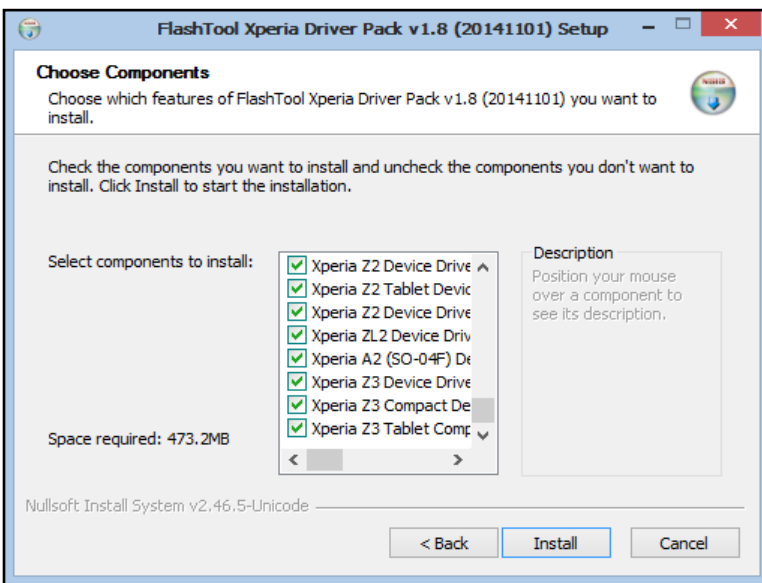 FlashTool Xperia Driver Pack v1.8 (20141101) Setup
Choose Components
Choose which features of FlashTool Xperia Driver Pack v1.8 (20141101) you want to
install.
Check the components you want to install and uncheck the components you don't want to
install. Click Install to start the installation.
Select components to install:
Xperia Z2 Device Drive
Xperia Z2 Tablet Devic
Xperia Z2 Device Drive
Xperia ZL2 Device Driv
Xperia A2 (SO-04F) De
Xperia Z3 Device Drive
Xperia Z3 Compact De
Xperia Z3 Tablet Comp
Description
Position your mouse
over a component to
see its description.
Space required: 473.2MB
Nullsoft Install System v2.46.5-Unicode
< Back
Install
Cancel